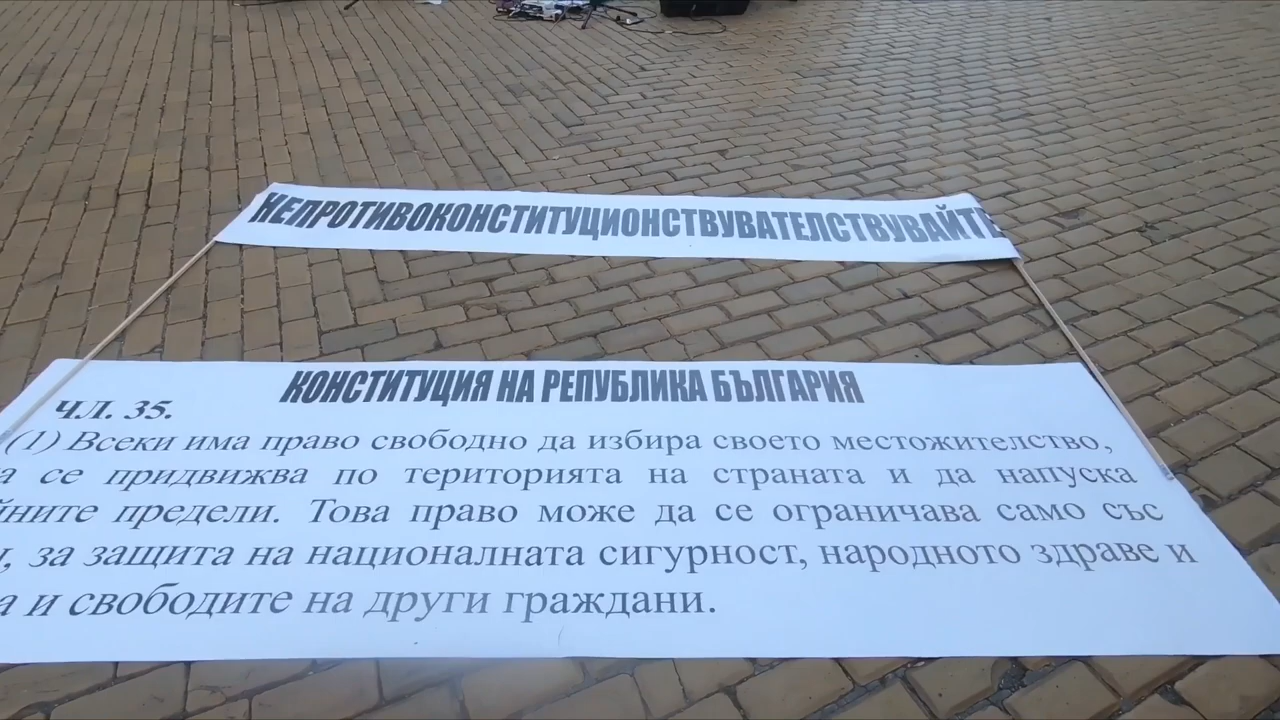 НЕПРОТИВОКОНСТИТУЦИОНСТВУВАТЕЛСТВУВАЙТЕ
КОНСТИТУЦИЯ НА РЕПУБЛИКА БЪЛГАРИЯ
ЧЛ. 35.
(1) Всеки има право свободно да избира своето местожителство,
се придвижва по територията на страната и да напуска
предели. Това право може да се ограничава само със
за защита на националната сигурност, народното здраве и
и свободите на други граждани.